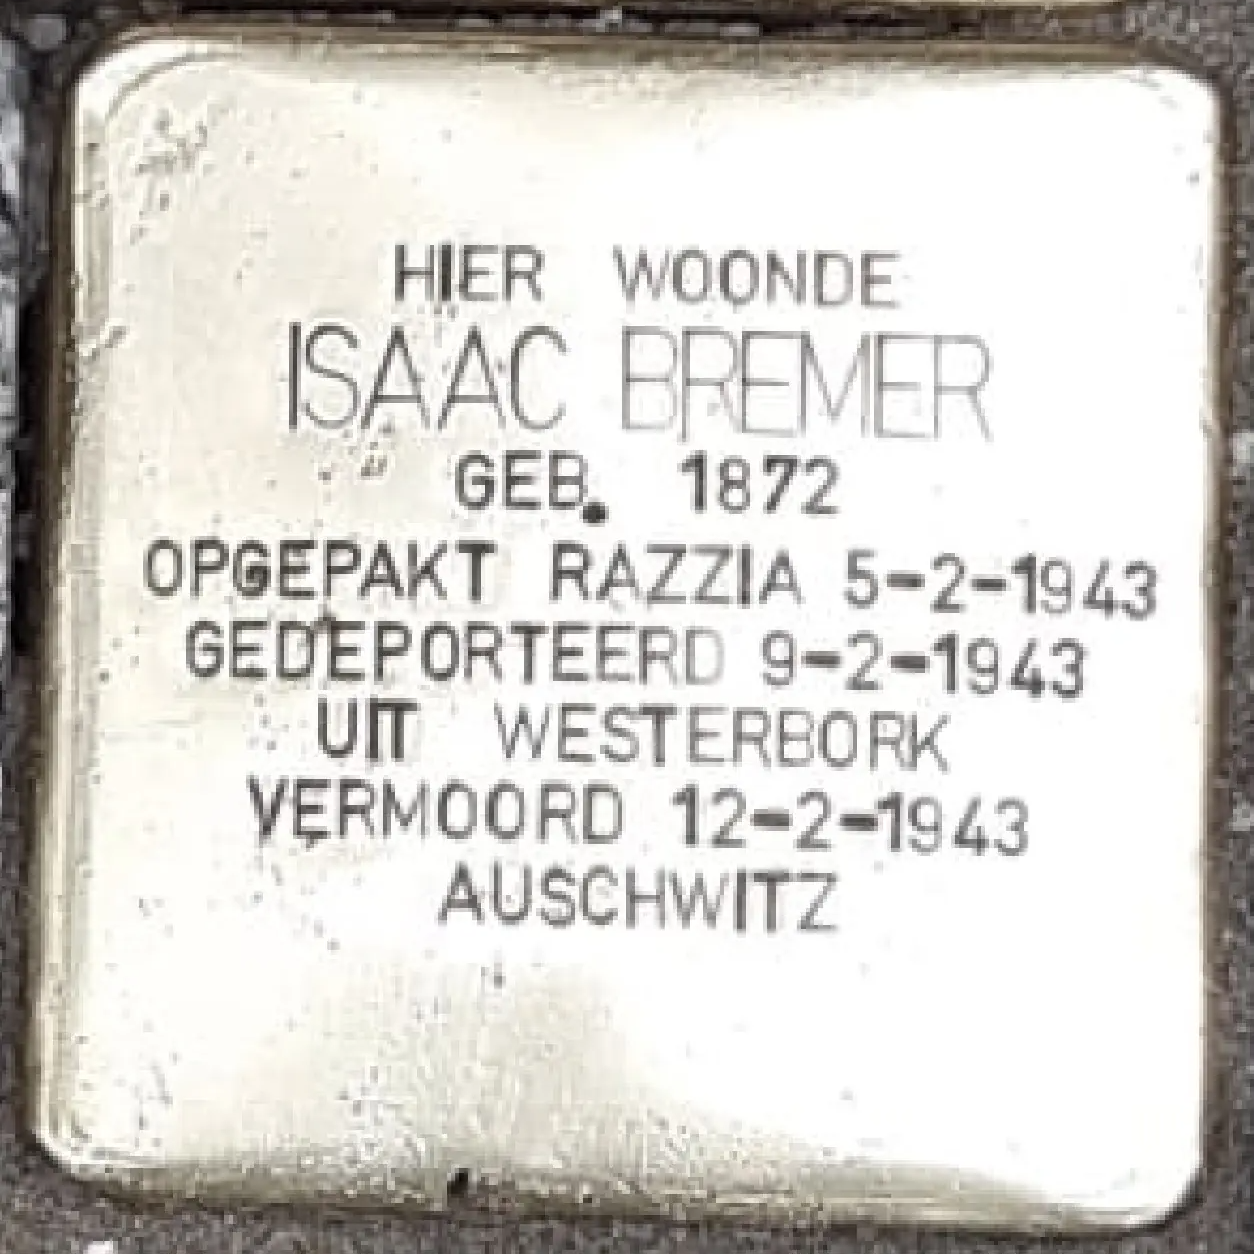 HIER WOONDE
ISAAC BREMER
GEB. 1872
OPGEPAKT RAZZIA 5-2-1943
GEDEPORTEERD 9-2-1943
UIT WESTERBORK
VERMOORD 12-2-1943
AUSCHWITZ